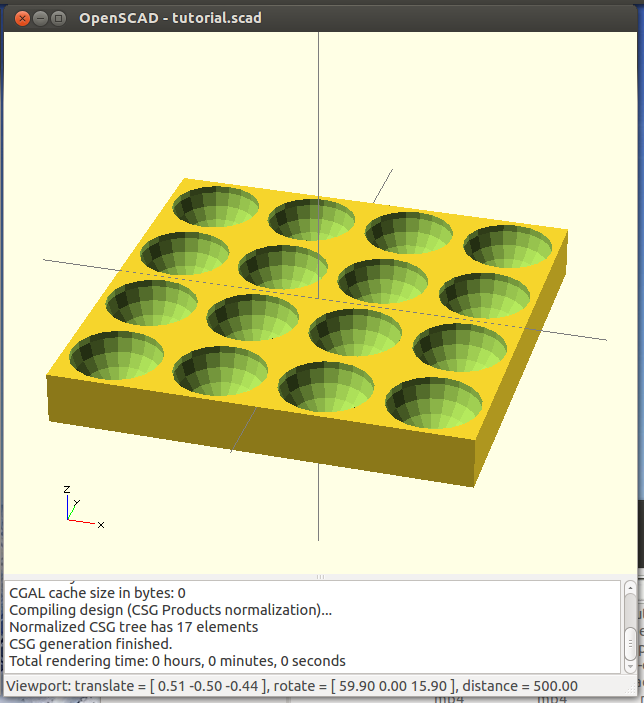 OpenSCAD - tutorial.scad
Z
Y
X
CGAL cache size in bytes: 0
Compiling design (CSG Products normalization)...
Normalized CSG tree has 17 elements
CSG generation finished.
Total rendering time: 0 hours, 0 minutes, 0 seconds
Viewport: translate = [ 0.51 -0.50 -0.44 ], rotate = [ 59.90 0.00 15.90 ], distance = 500.00
mp4
mp4